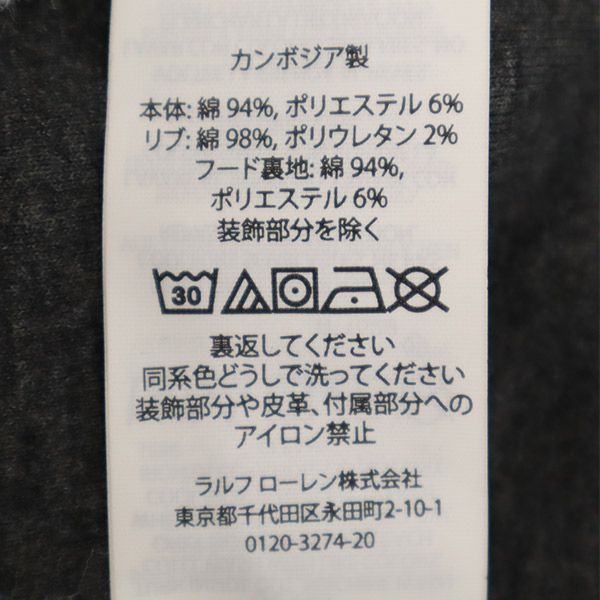 カンボジア製
本体: 綿 94%, ポリエステル 6%
リブ: 綿 98%, ポリウレタン 2%
フード裏地: 綿 94%,
ポリエステル 6%
装飾部分を除く
30
裏返してください
同系色どうしで洗ってください
装飾部分や皮革、付属部分への
アイロン禁止
ラルフ ローレン株式会社
東京都千代田区永田町2-10-1
0120-3274-20